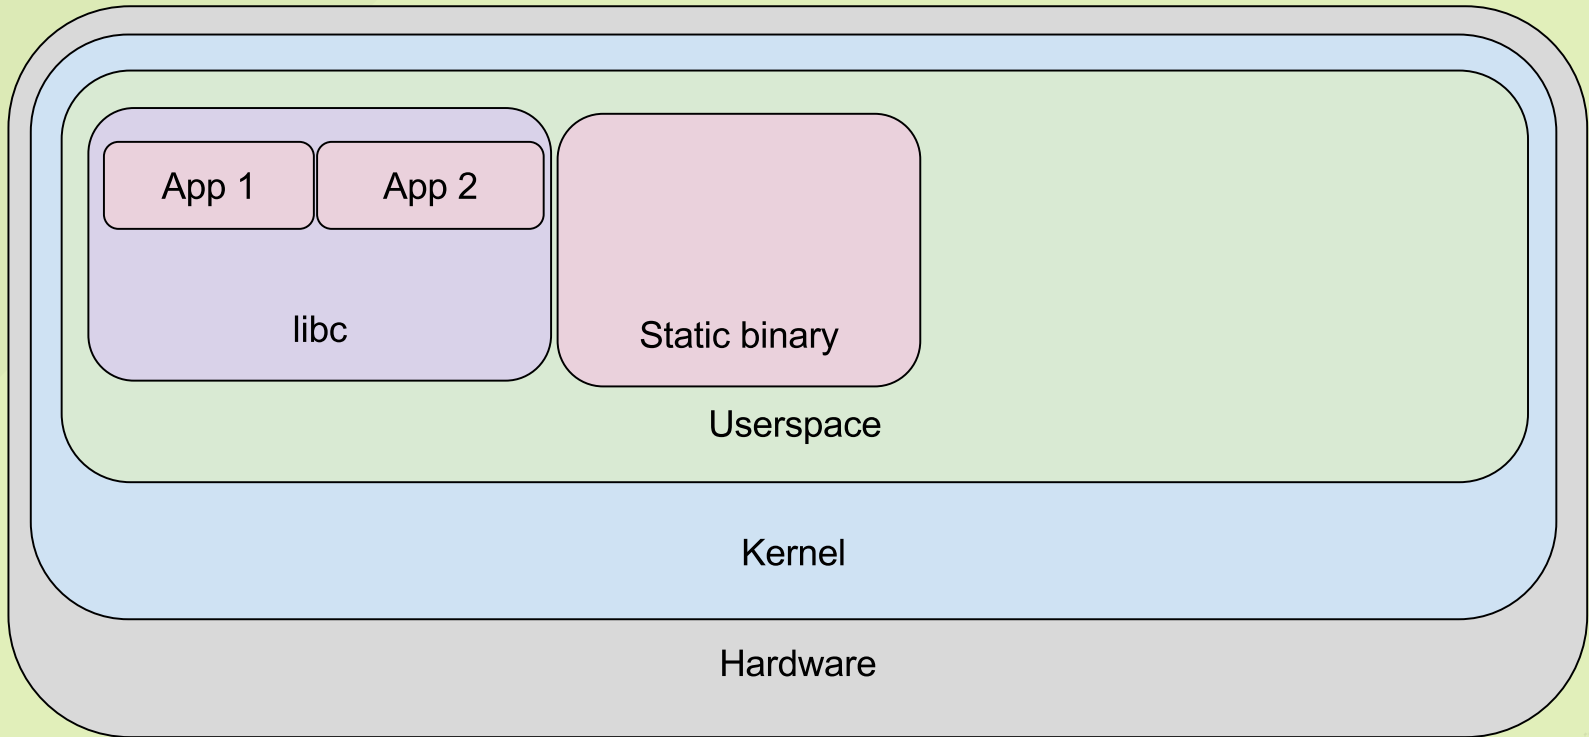 App 1
App 2
libc
Static binary
Userspace
Kernel
Hardware